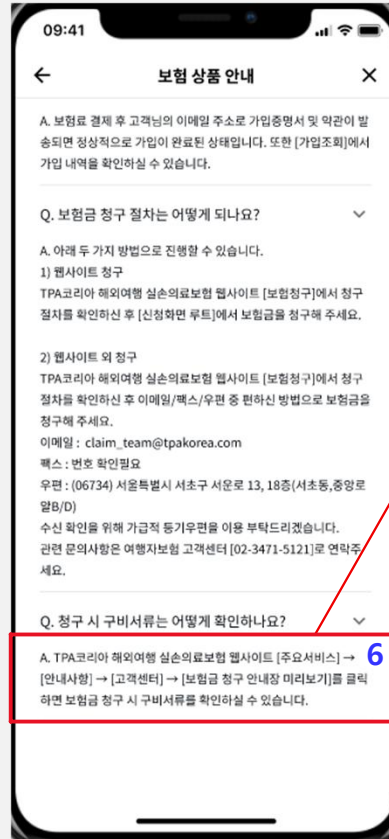 09:41
보험 상품 안내
A. 보험료 결제 후 고객님의 이메일 주소로 가입증명서 및 약관이 발
송되면 정상적으로 가입이 완료된 상태입니다. 또한 [가입조회]에서
가입 내역을 확인하실 수 있습니다.
Q. 보험금 청구 절차는 어떻게 되나요?
A. 아래 두 가지 방법으로 진행할 수 있습니다.
1) 웹사이트 청구
TPA코리아 해외여행 실손의료보험 웹사이트 [보험청구]에서 청구
절차를 확인하신 후 [신청화면 루트]에서 보험금을 청구해 주세요.
2) 웹사이트 외 청구
TPA코리아 해외여행 실손의료보험 웹사이트 [보험청구]에서 청구
절차를 확인하신 후 이메일/팩스/우편 중 편하신 방법으로 보험금을
청구해 주세요.
이메일 : claim_team@tpakorea.com
팩스 : 번호 확인필요
우편 : (06734) 서울특별시 서초구 서운로 13, 18층(서초동,중앙로
얄B/D)
수신 확인을 위해 가급적 등기우편을 이용 부탁드리겠습니다.
관련 문의사항은 여행자보험 고객센터 [02-3471-5121]로 연락주
세요.
Q. 청구 시 구비서류는 어떻게 확인하나요?
A. TPA코리아 해외여행 실손의료보험 웹사이트 [주요서비스] → 6
[안내사항] → [고객센터] → [보험금 청구 안내장 미리보기]를 클릭
하면 보험금 청구 시 구비서류를 확인하실 수 있습니다.